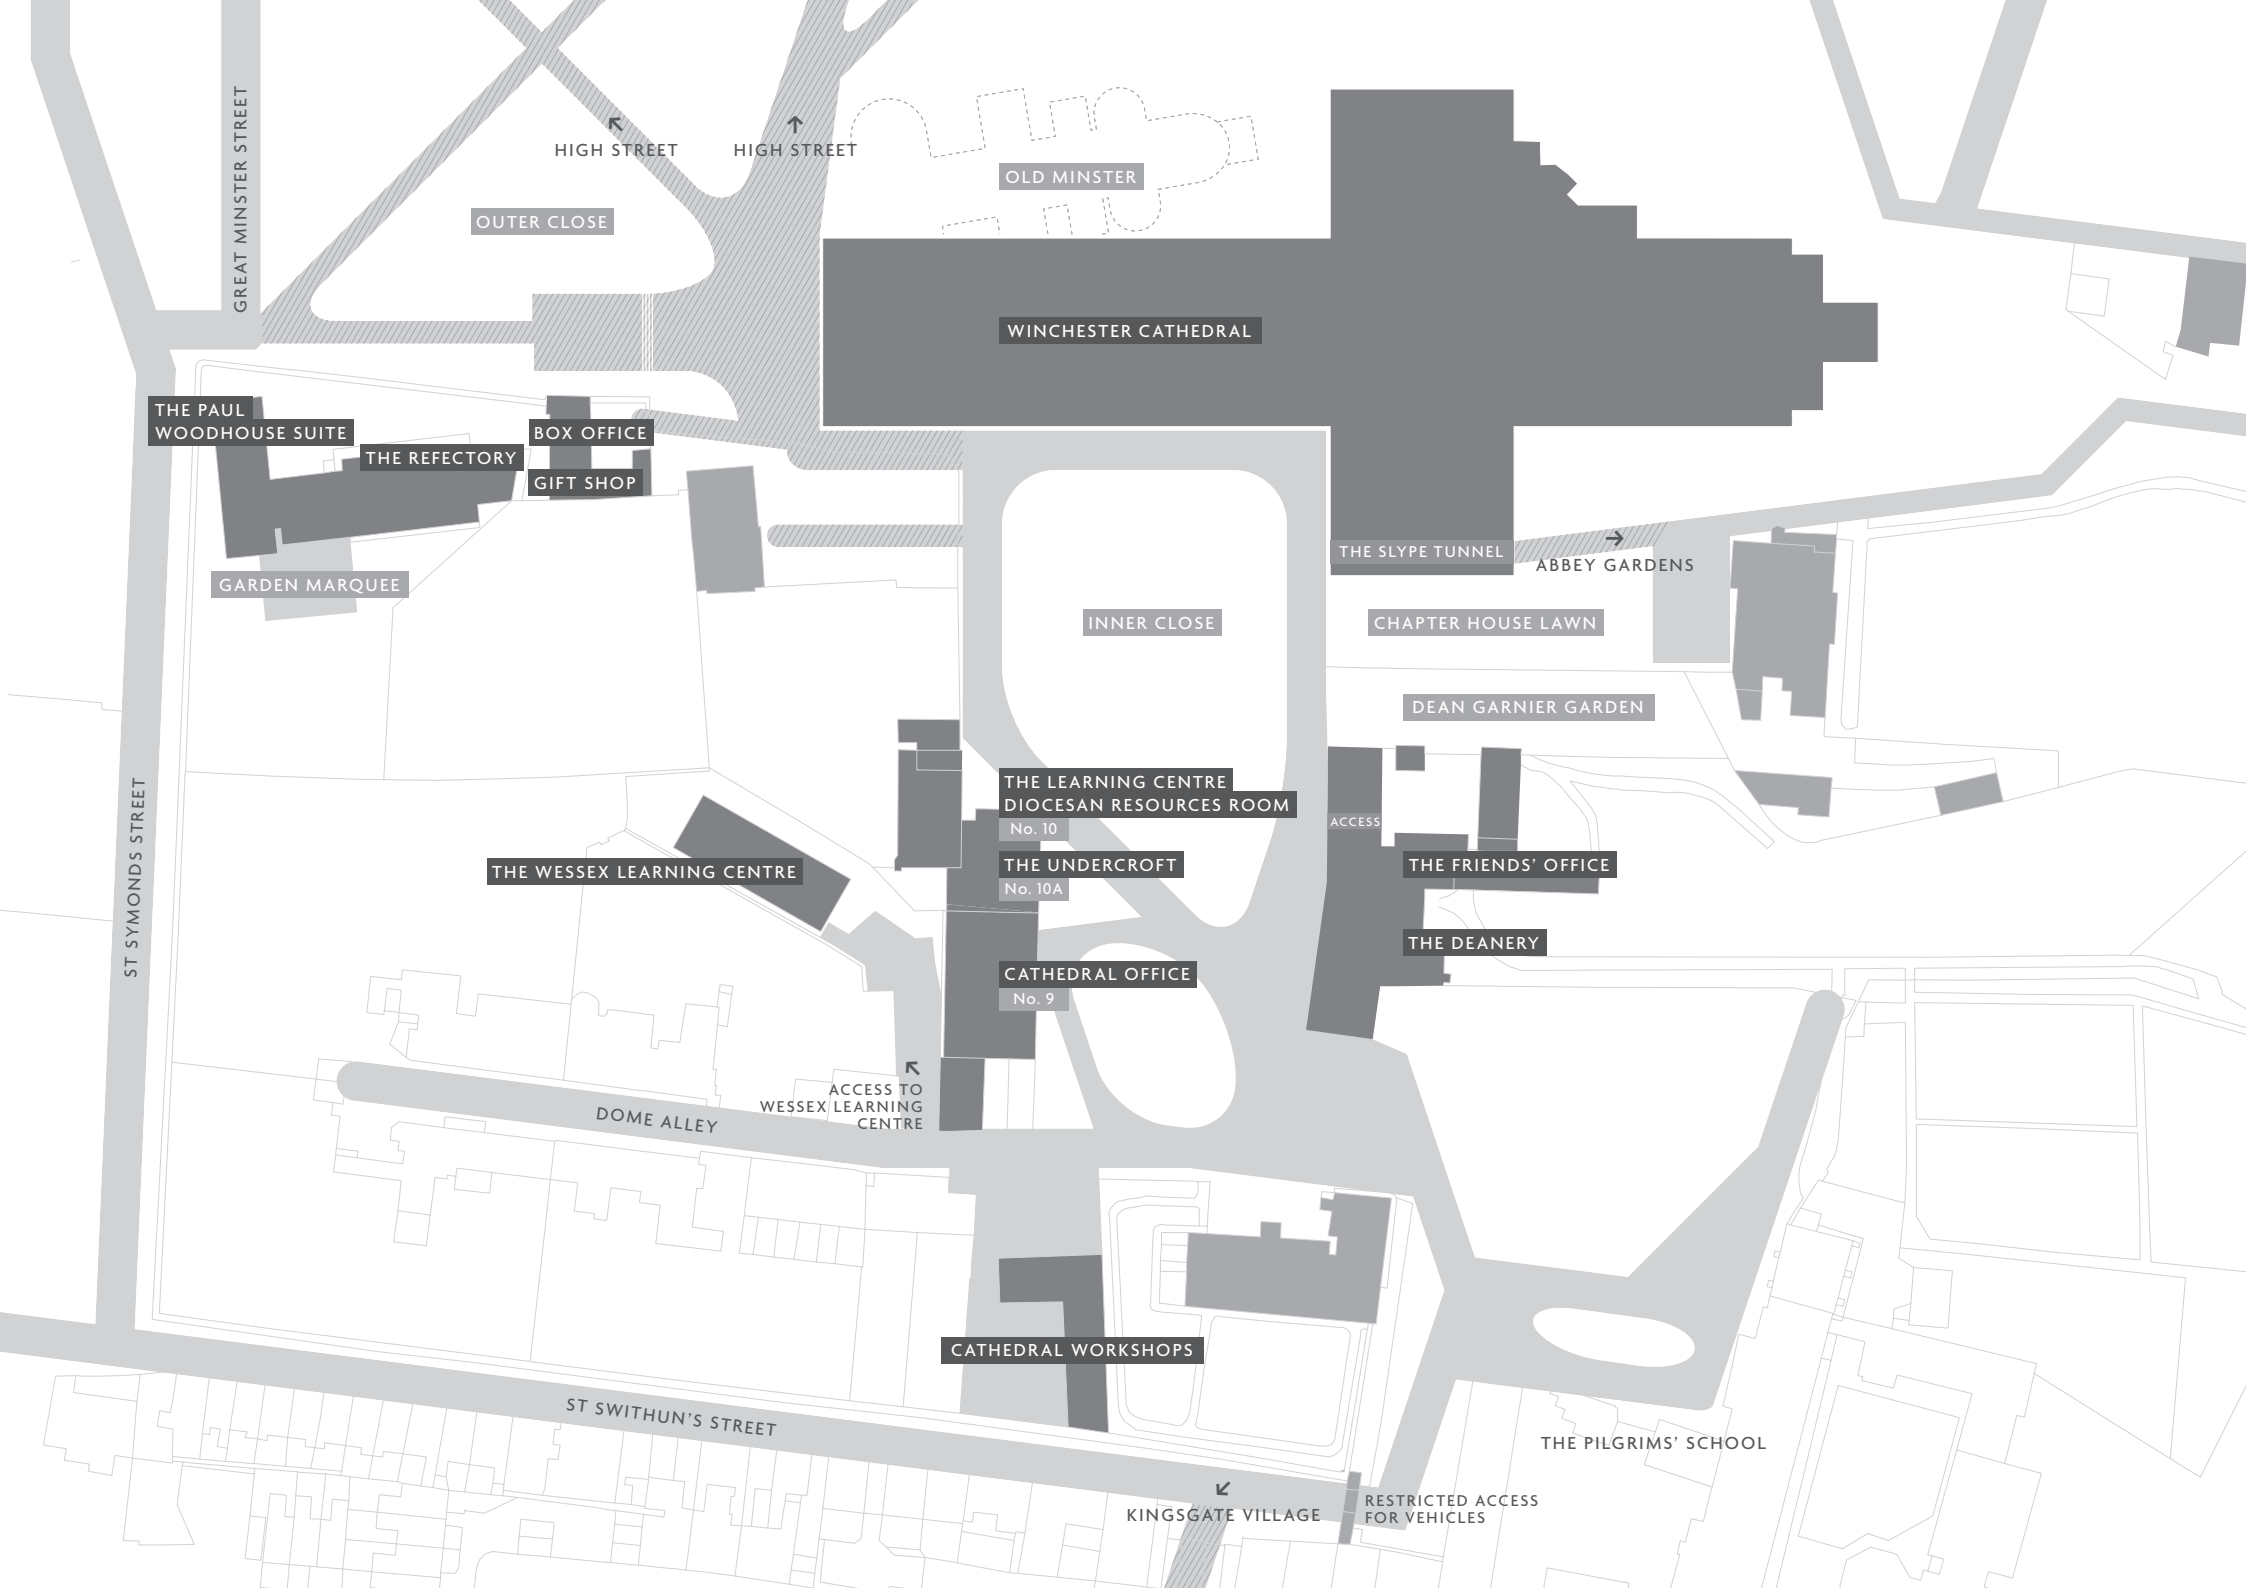 GREAT MINSTER STREET
HIGH STREET
HIGH STREET
OLD MINSTER
OUTER CLOSE
WINCHESTER CATHEDRAL
THE PAUL
WOODHOUSE SUITE
THE REFECTORY
BOX OFFICE
GIFT SHOP
GARDEN MARQUEE
THE SLYPE TUNNEL
ABBEY GARDENS
INNER CLOSE
CHAPTER HOUSE LAWN
DEAN GARNIER GARDEN
THE LEARNING CENTRE
DIOCESAN RESOURCES ROOM
No. 10
ACCESS
THE UNDERCROFT
No. 10A
THE FRIENDS’ OFFICE
THE WESSEX LEARNING CENTRE
ST SYMONDS STREET
THE DEANERY
CATHEDRAL OFFICE
No. 9
ACCESS TO
WESSEX LEARNING
CENTRE
DOME ALLEY
CATHEDRAL WORKSHOPS
ST SWITHUN’S STREET
THE PILGRIMS’ SCHOOL
KINGSGATE VILLAGE
RESTRICTED ACCESS
FOR VEHICLES